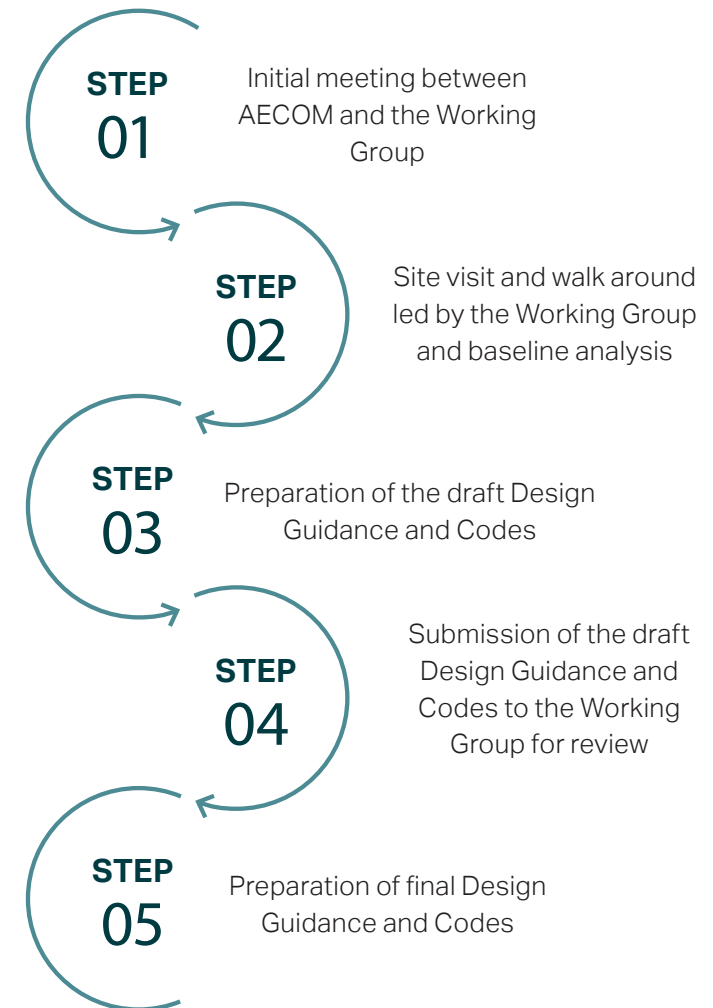 STEP
01
Initial meeting between
AECOM and the Working
Group
STEP
02
Site visit and walk around
led by the Working Group
and baseline analysis
STEP
03
Preparation of the draft Design
Guidance and Codes
STEP
04
Submission of the draft
Design Guidance and
Codes to the Working
Group for review
STEP
05
Preparation of final Design
Guidance and Codes